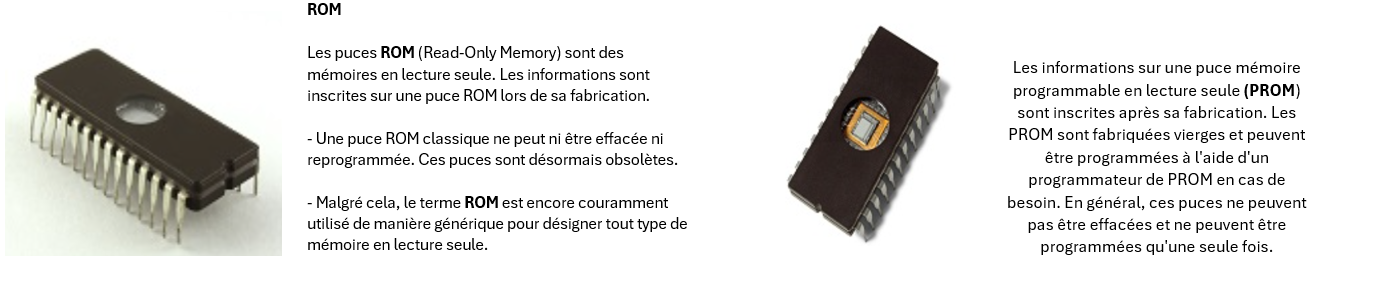 ROM
Les puces ROM (Read-Only Memory) sont des
mémoires en lecture seule. Les informations sont
inscrites sur une puce ROM lors de sa fabrication.
- Une puce ROM classique ne peut ni être effacée ni
reprogrammée. Ces puces sont désormais obsolètes.
- Malgré cela, le terme ROM est encore couramment
utilisé de manière générique pour désigner tout type de
mémoire en lecture seule.
Les informations sur une puce mémoire
programmable en lecture seule (PROM)
sont inscrites après sa fabrication. Les
PROM sont fabriquées vierges et peuvent
être programmées à l'aide d'un
programmateur de PROM en cas de
besoin. En général, ces puces ne peuvent
pas être effacées et ne peuvent être
programmées qu'une seule fois.